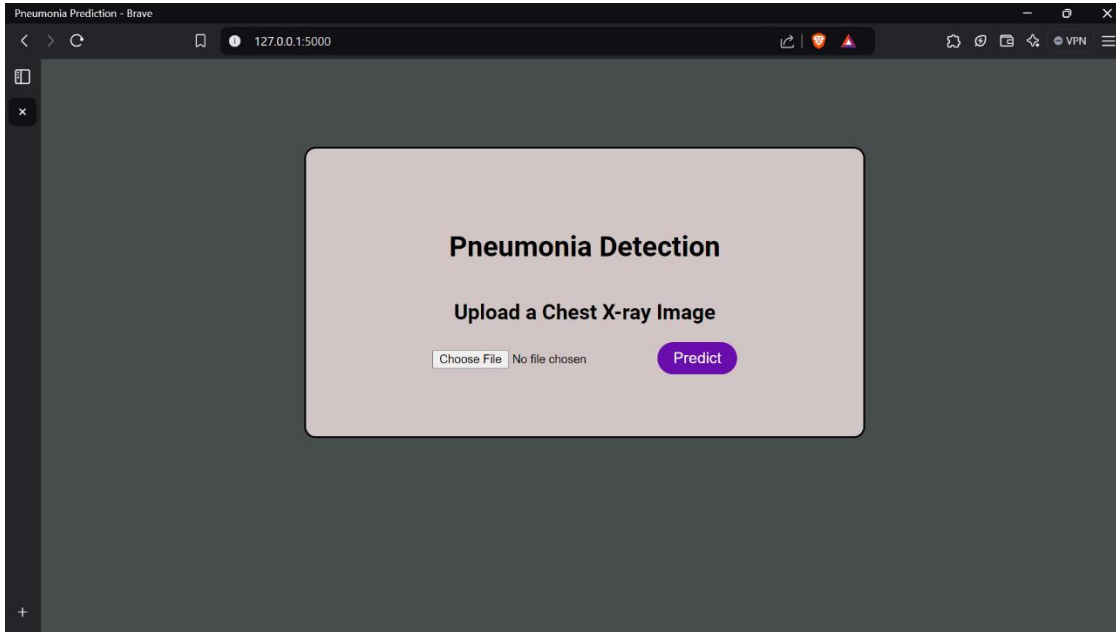 Pneumonia Prediction - Brave
127.0.0.1:5000
VPN
Pneumonia Detection
Upload a Chest X-ray Image
Choose File No file chosen
Predict